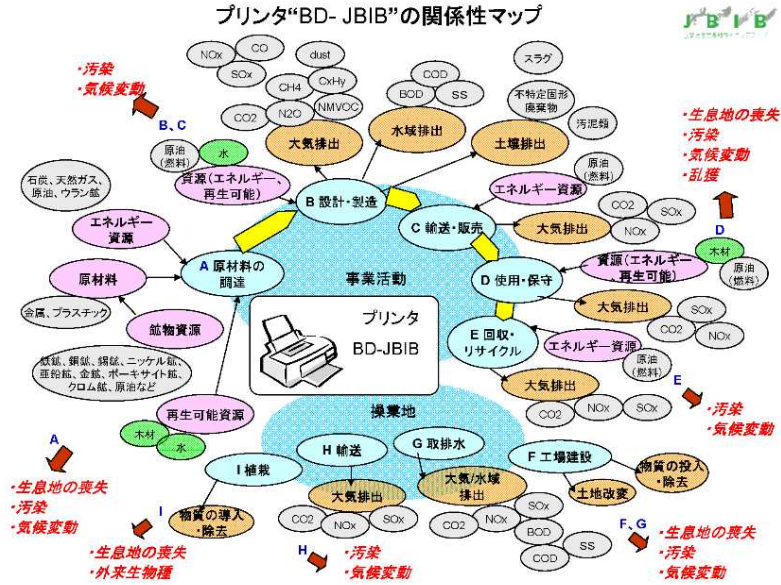 プリンタ“BD- JBIB”の関係性マップ
JBIB
NOx
CO
SOx
dust
CH4
CxHy
CO2
N2O
NMVOC
大気排出
COD
BOD
SS
水域排出
スラグ
不特定固形
廃棄物
汚泥類
土壌排出
・汚染
・気候変動
B、C
原油
(燃料)
水
資源(エネルギー、
再生可能)
B 設計・製造
石炭、天然ガス、
原油、ウラン鉱
エネルギー
資源
原材料
A 原材料の
調達
金属、プラスチック
鉱物資源
鉄鉱、銅鉱、錫鉱、ニッケル鉱、
亜鉛鉱、金鉱、ボーキサイト鉱、
クロム鉱、原油など
再生可能資源
木材
水
A
・生息地の喪失
・汚染
・気候変動
事業活動
プリンタ
BD-JBIB
操業地
C 輸送・販売
エネルギー資源
原油
(燃料)
大気排出
CO2
SOx
NOx
・生息地の喪失
・汚染
・気候変動
・乱獲
D
木材
原油
(燃料)
資源(エネルギー
再生可能)
D 使用・保守
大気排出
SOx
CO2
NOx
E 回収・
リサイクル
エネルギー資源
原油
(燃料)
大気排出
CO2
NOx
SOx
E
・汚染
・気候変動
I 植栽
物質の導入
・除去
I
・生息地の喪失
・外来生物種
H 輸送
大気排出
CO2
NOx
SOx
H
・汚染
・気候変動
G 取排水
大気/水域
排出
CO2
NOx
SOx
BOD
COD
SS
F 工場建設
物質の投入
・除去
土地改変
F、G
・生息地の喪失
・汚染
・気候変動